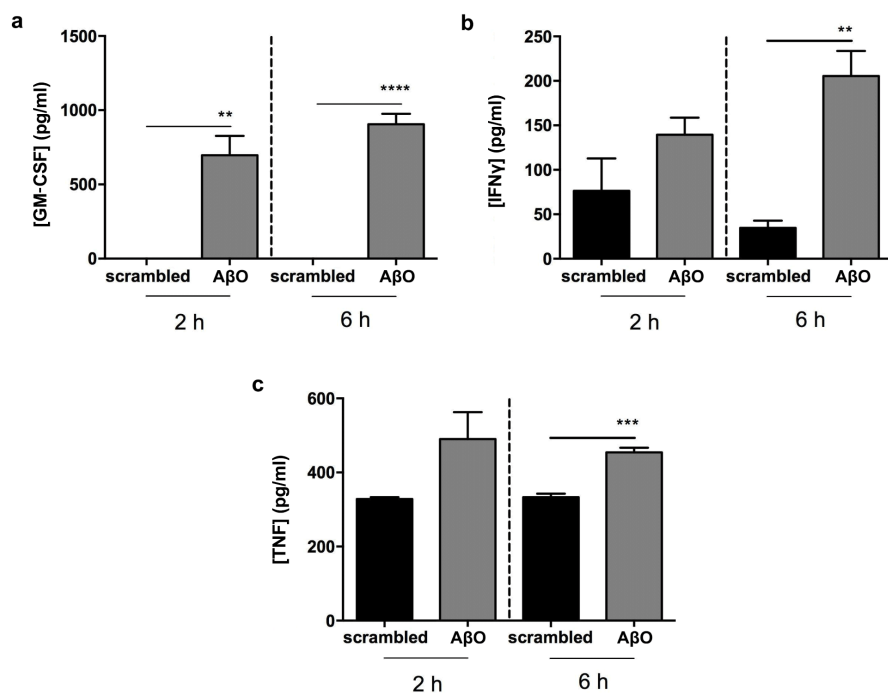 a
[GM-CSF] (pg/ml)
1500
1000
500
0
**
****
scrambled AβO scrambled AβO
2 h 6 h
b
[IFNγ] (pg/ml)
250
200
150
100
50
0
**
scrambled AβO scrambled AβO
2 h 6 h
c
[TNF] (pg/ml)
600
400
200
0
***
scrambled AβO scrambled AβO
2 h 6 h